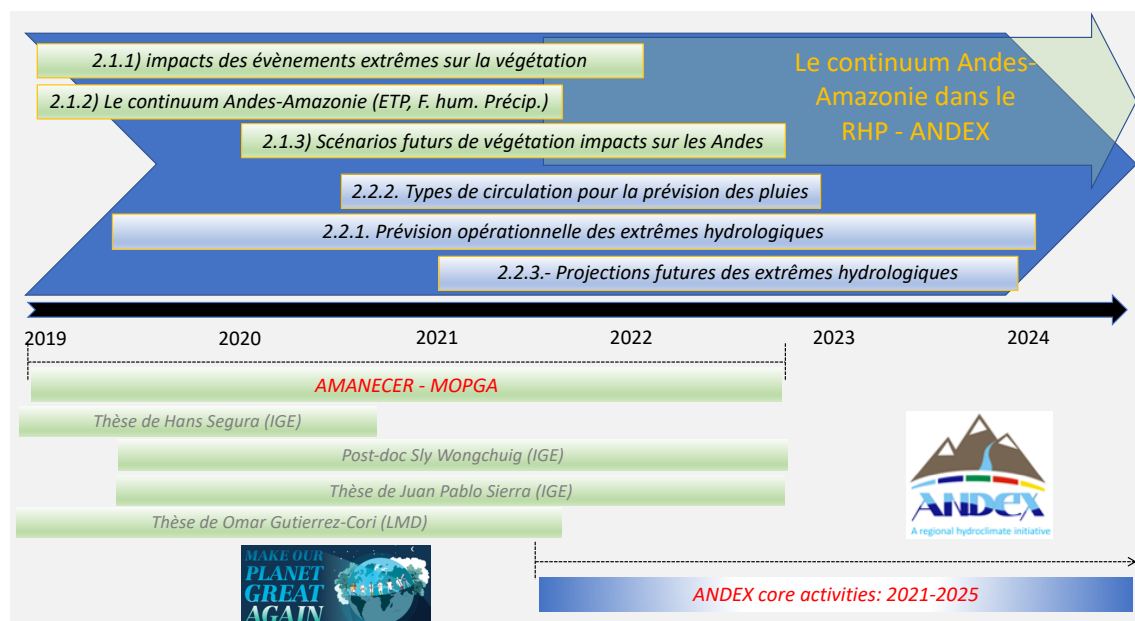 2.1.1) impacts des évènements extrêmes sur la végétation
2.1.2) Le continuum Andes-Amazonie (ETP, F. hum. Précip.)
2.1.3) Scénarios futurs de végétation impacts sur les Andes
Le continuum Andes-
Amazonie dans le
RHP - ANDEX
2.2.2. Types de circulation pour la prévision des pluies
2.2.1. Prévision opérationnelle des extrêmes hydrologiques
2.2.3.- Projections futures des extrêmes hydrologiques
2019 2020 2021 2022 2023 2024
AMANECER - MOPGA
Thèse de Hans Segura (IGE)
Post-doc Sly Wongchuig (IGE)
Thèse de Juan Pablo Sierra (IGE)
Thèse de Omar Gutierrez-Cori (LMD)
ANDEX
A regional hydroclimate initiative
MAKE OUR
PLANET
GREAT
AGAIN
ANDEX core activities: 2021-2025